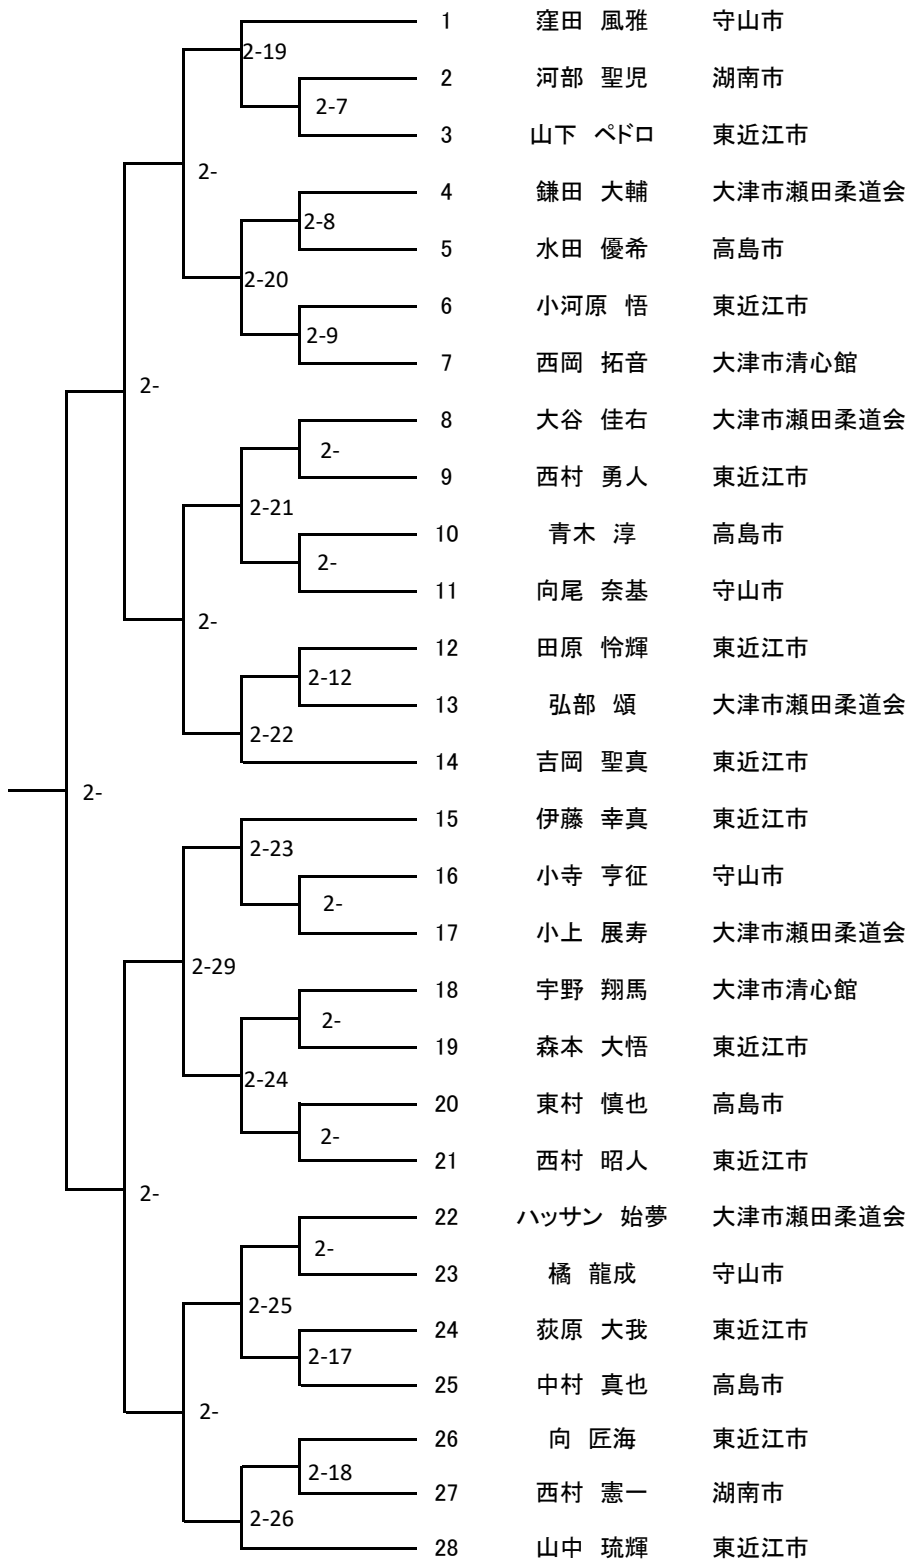 1 窪田 風雅 守山市
2-19
2 河部 聖児 湖南市
2-7
3 山下 ペドロ 東近江市
2-
4 鎌田 大輔 大津市瀬田柔道会
2-8
5 水田 優希 高島市
2-20
6 小河原 悟 東近江市
2-9
7 西岡 拓音 大津市清心館
2-
8 大谷 佳右 大津市瀬田柔道会
2-
9 西村 勇人 東近江市
2-21
10 青木 淳 高島市
2-
11 向尾 奈基 守山市
2-
12 田原 怜輝 東近江市
2-12
13 弘部 頌 大津市瀬田柔道会
2-22
14 吉岡 聖真 東近江市
2-
15 伊藤 幸真 東近江市
2-23
16 小寺 亨征 守山市
2-
17 小上 展寿 大津市瀬田柔道会
2-29
18 宇野 翔馬 大津市清心館
2-
19 森本 大悟 東近江市
2-24
20 東村 慎也 高島市
2-
21 西村 昭人 東近江市
2-
22 ハッサン 始夢 大津市瀬田柔道会
2-
23 橘 龍成 守山市
2-25
24 荻原 大我 東近江市
2-17
25 中村 真也 高島市
2-
26 向 匠海 東近江市
2-18
27 西村 憲一 湖南市
2-26
28 山中 琉輝 東近江市